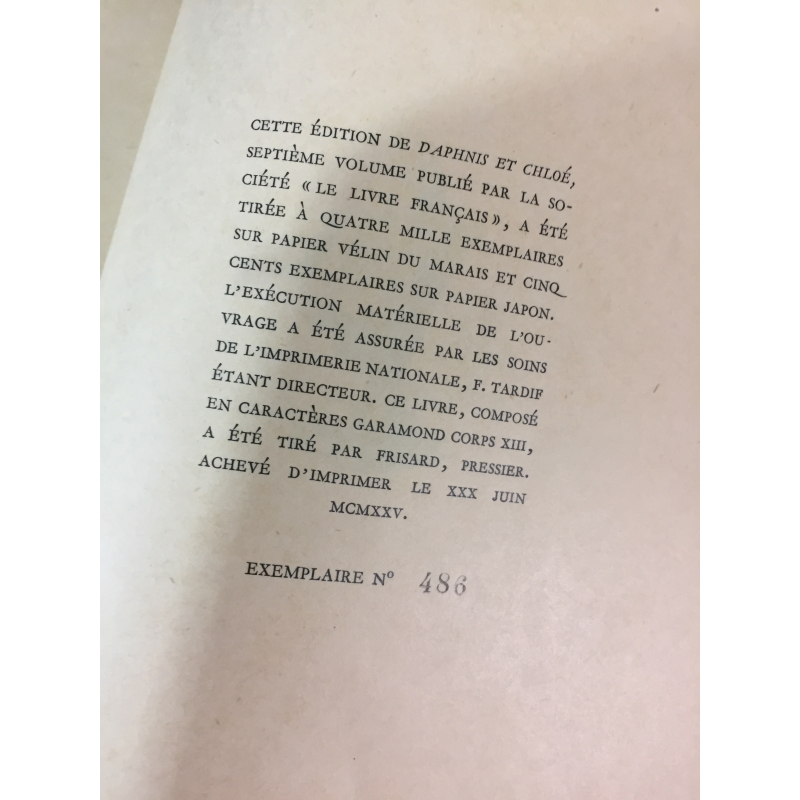 CETTE ÉDITION DE DAPHNIS ET CHLOÉ,
SEPTIÈME VOLUME PUBLIÉ PAR LA SO-
CIÉTÉ « LE LIVRE FRANÇAIS », A ÉTÉ
TIRÉE À QUATRE MILLE EXEMPLAIRES
SUR PAPIER VÉLIN DU MARAIS ET CINQ
CENTS EXEMPLAIRES SUR PAPIER JAPON.
L'EXÉCUTION MATÉRIELLE DE L'OU-
VRAGE A ÉTÉ ASSURÉE PAR LES SOINS
DE L'IMPRIMERIE NATIONALE, F. TARDIF
ÉTANT DIRECTEUR. CE LIVRE, COMPOSÉ
EN CARACTÈRES GARAMOND CORPS XIII,
A ÉTÉ TIRÉ PAR FRISARD, PRESSIER.
ACHEVÉ D'IMPRIMER LE XXX JUIN
MCMXXV.
EXEMPLAIRE Nº 486